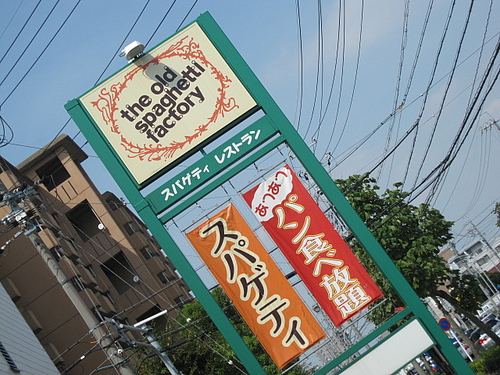 the old
spaghetti
factory
スパゲティ レストラン
スパゲティ
あつあつ
パン食べ放題